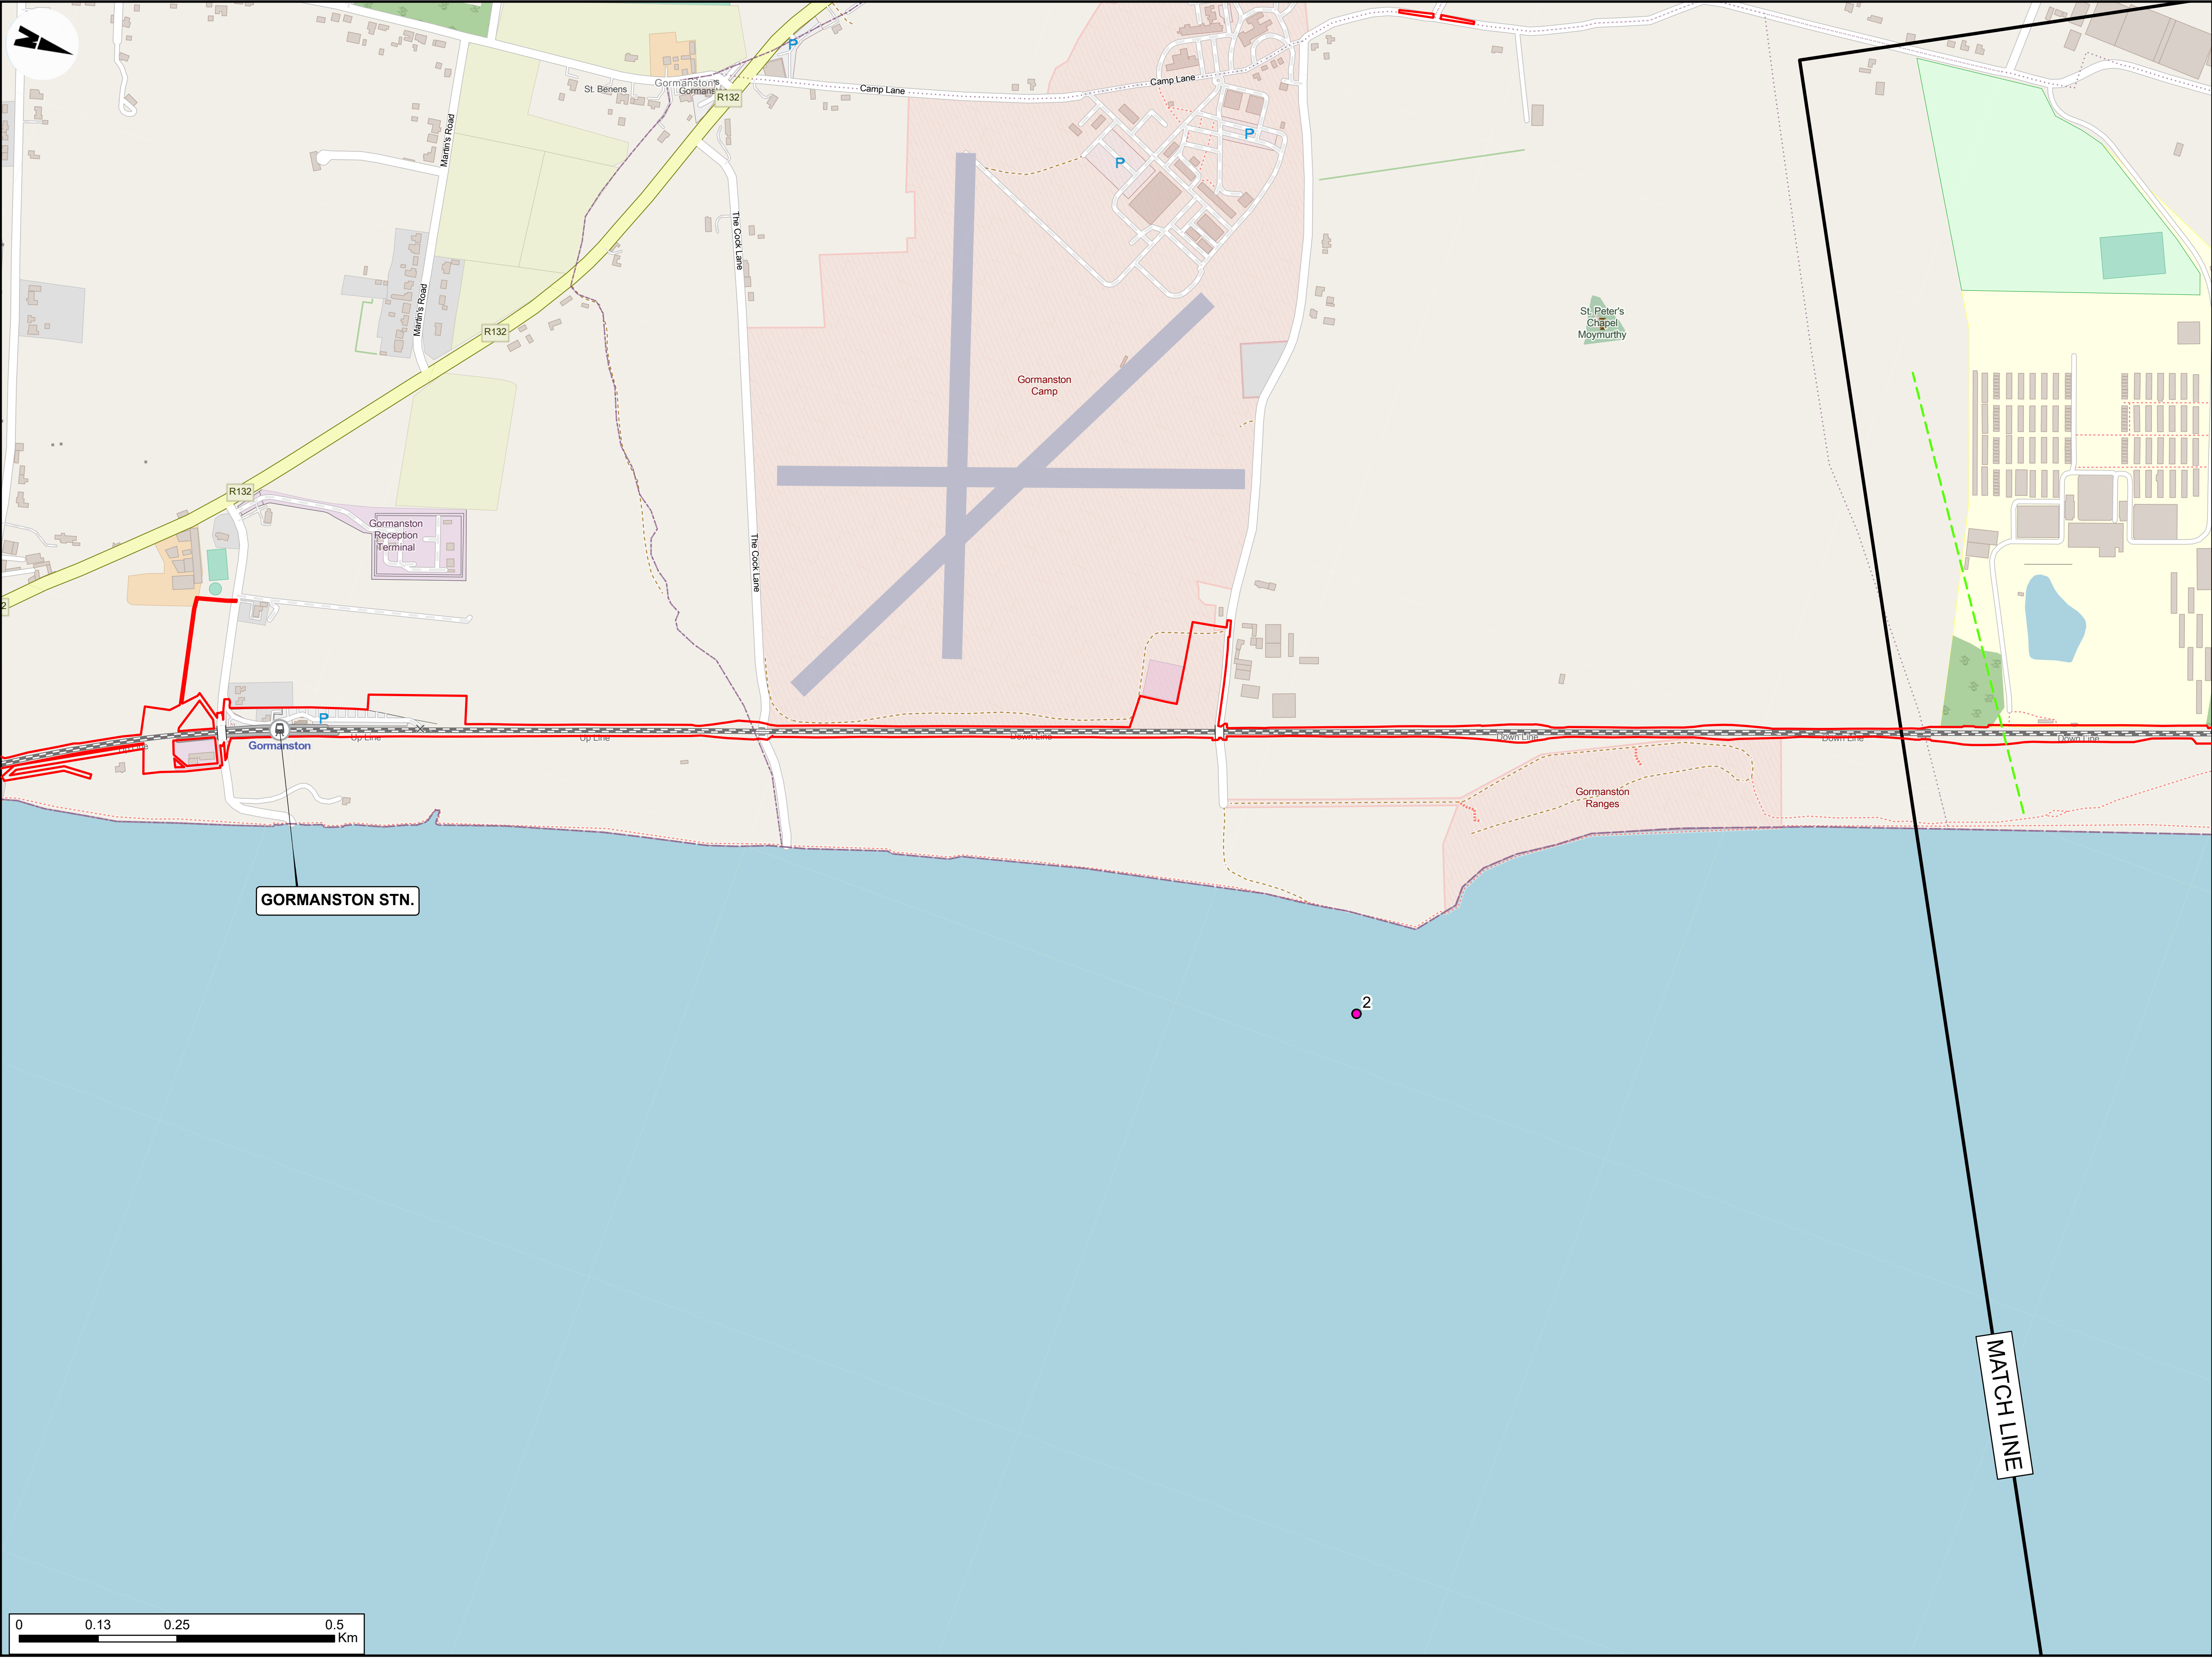 N
P
Gormanston
St. Benens
R132
Camp Lane
Camp Lane
Martin's Road
P
P
The Cock Lane
Martin's Road
R132
St. Peter's
Chapel
Moymurthy
Gormanston
Camp
R132
Gormanston
Reception
Terminal
The Cock Lane
2
P
Gormanston
Up Line
Up Line
Up Line
Down Line
Down Line
Down Line
Down Line
Gormanston
Ranges
GORMANSTON STN.
2
MATCH LINE
0 0.13 0.25 0.5
Km